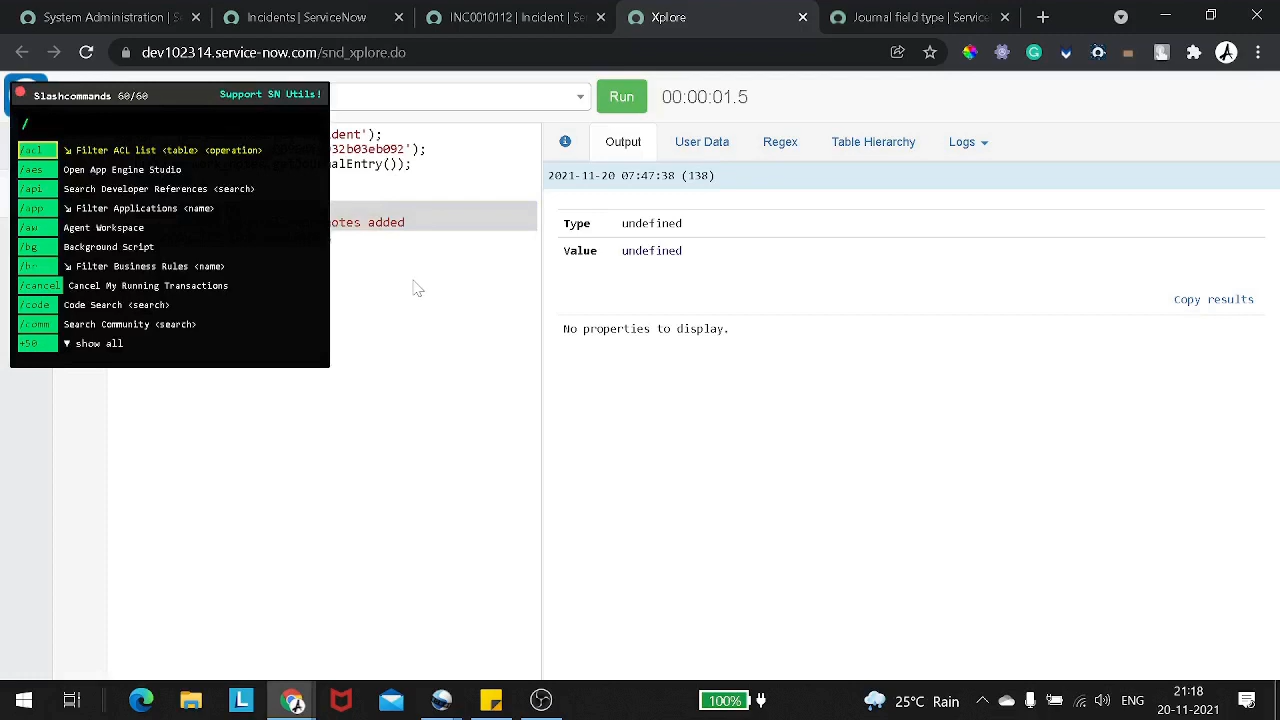 System Administra
Incidents | ServiceNow
INC0010112 | Incident | Se
Xplore
Journal field type | Service
dev102314.service-now.com/snd_xplore.do
Slashcommands 60/60
Support SN Utils!
/
/acl ↘ Filter ACL list <table> <operation>
/aes Open App Engine Studio
/api Search Developer References <search>
/app ↘ Filter Applications <name>
/aw Agent Workspace
/bg Background Script
/br ↘ Filter Business Rules <name>
/cancel Cancel My Running Transactions
/code Code Search <search>
/comm Search Community <search>
+50 ▼ show all
dent');
32b03eb092');
rnalEntry());
notes added
Run
00:00:01.5
Output
User Data
Regex
Table Hierarchy
Logs
2021-11-20 07:47:38 (138)
Type undefined
Value undefined
Copy results
No properties to display.
100%
25°C Rain
ENG
21:18
20-11-2021